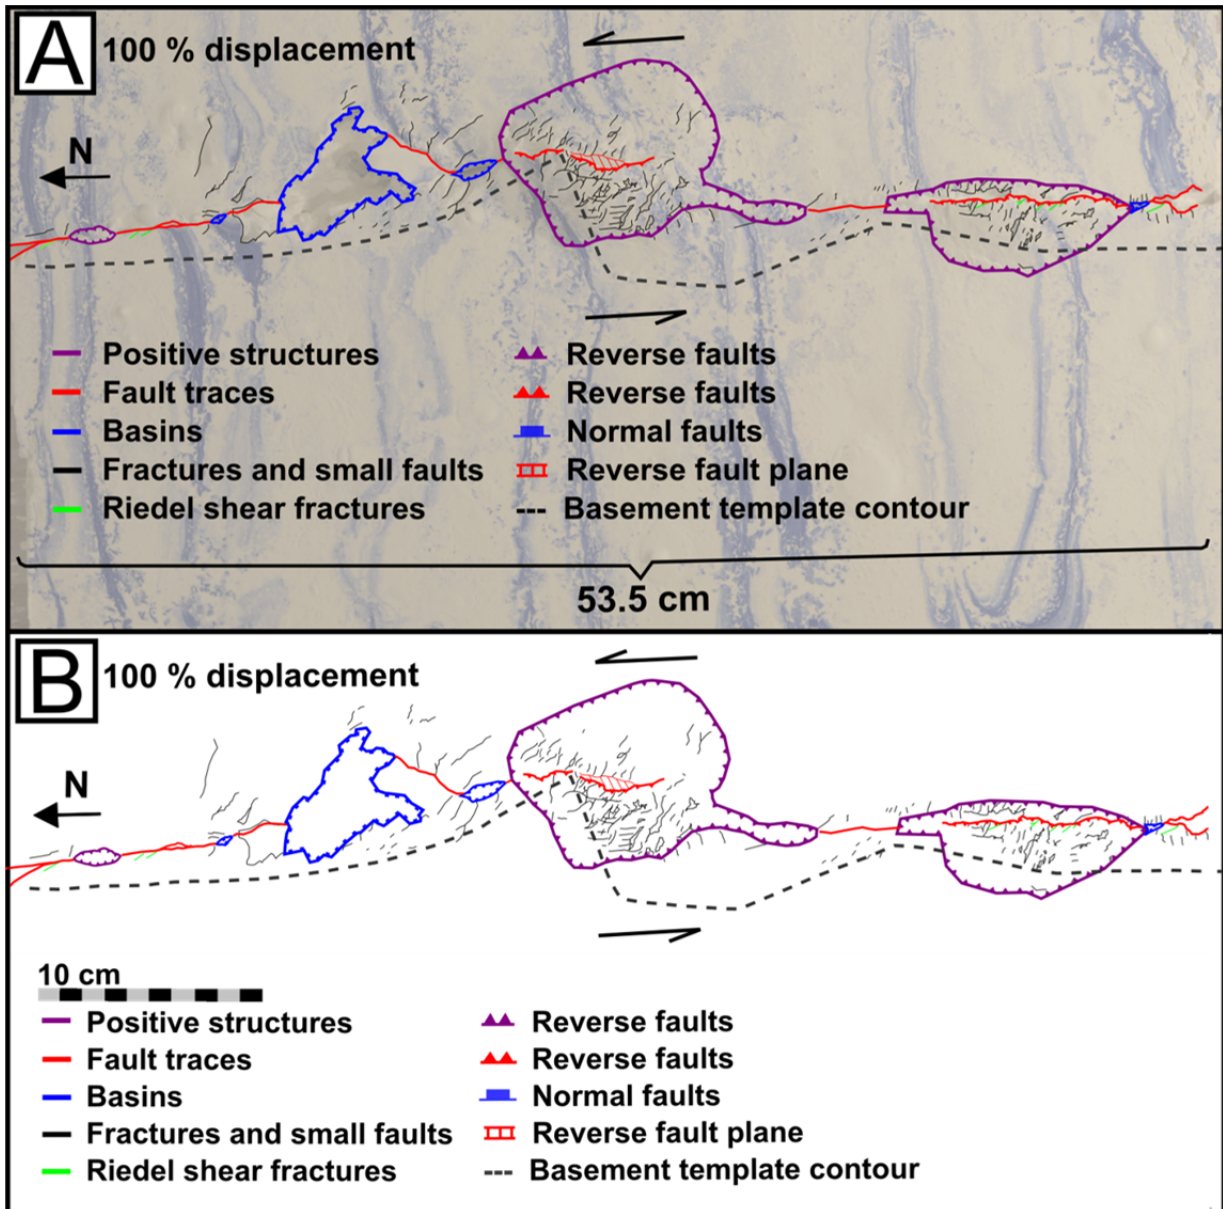 A
100 % displacement
N
Positive structures
Reverse faults
Fault traces
Reverse faults
Basins
Normal faults
Fractures and small faults
Reverse fault plane
Riedel shear fractures
Basement template contour
53.5 cm
B
100 % displacement
N
10 cm
Positive structures
Reverse faults
Fault traces
Reverse faults
Basins
Normal faults
Fractures and small faults
Reverse fault plane
Riedel shear fractures
Basement template contour